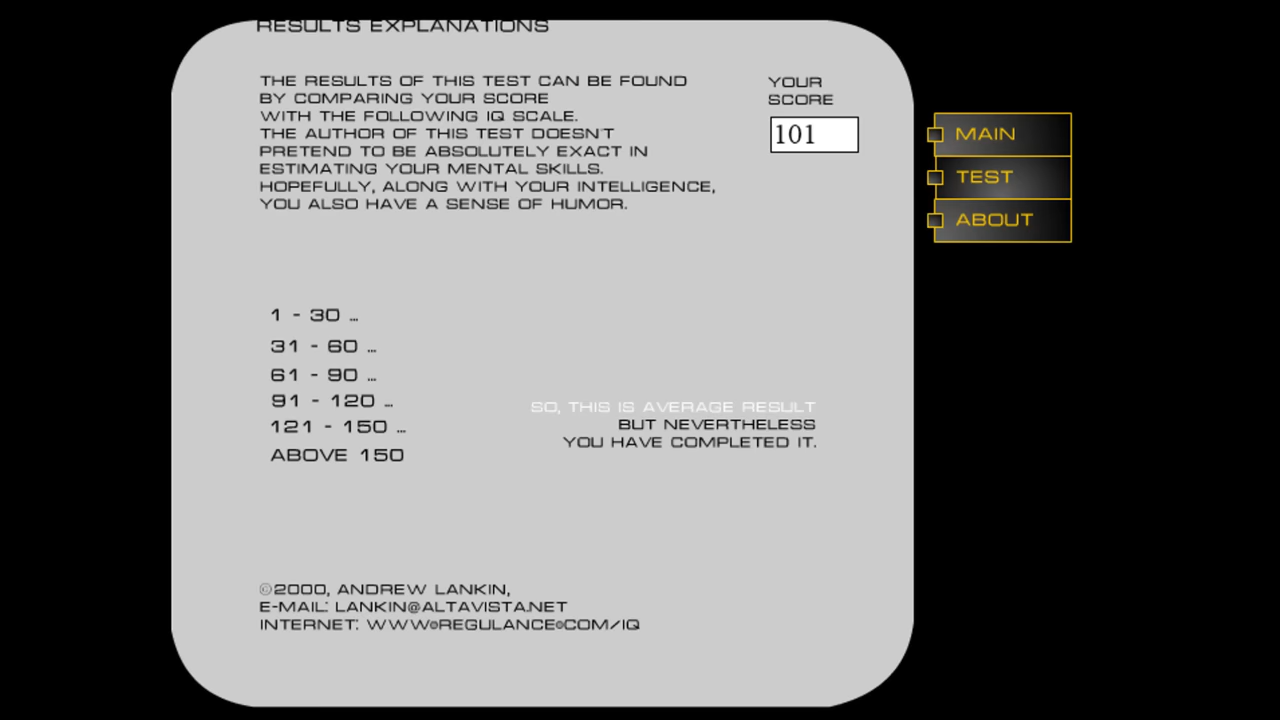 RESULTS EXPLANATIONS
THE RESULTS OF THIS TEST CAN BE FOUND
BY COMPARING YOUR SCORE
WITH THE FOLLOWING IQ SCALE.
THE AUTHOR OF THIS TEST DOESN'T
PRETEND TO BE ABSOLUTELY EXACT IN
ESTIMATING YOUR MENTAL SKILLS.
HOPEFULLY, ALONG WITH YOUR INTELLIGENCE,
YOU ALSO HAVE A SENSE OF HUMOR.
YOUR
SCORE
101
MAIN
TEST
ABOUT
1 - 30 ...
31 - 60 ...
61 - 90 ...
91 - 120 ...
121 - 150 ...
ABOVE 150
SO, THIS IS AVERAGE RESULT
BUT NEVERTHELESS
YOU HAVE COMPLETED IT.
©2000, ANDREW LANKIN,
E-MAIL: LANKIN@ALTAVISTA.NET
INTERNET: WWW•REGULANCE•COM/IQ